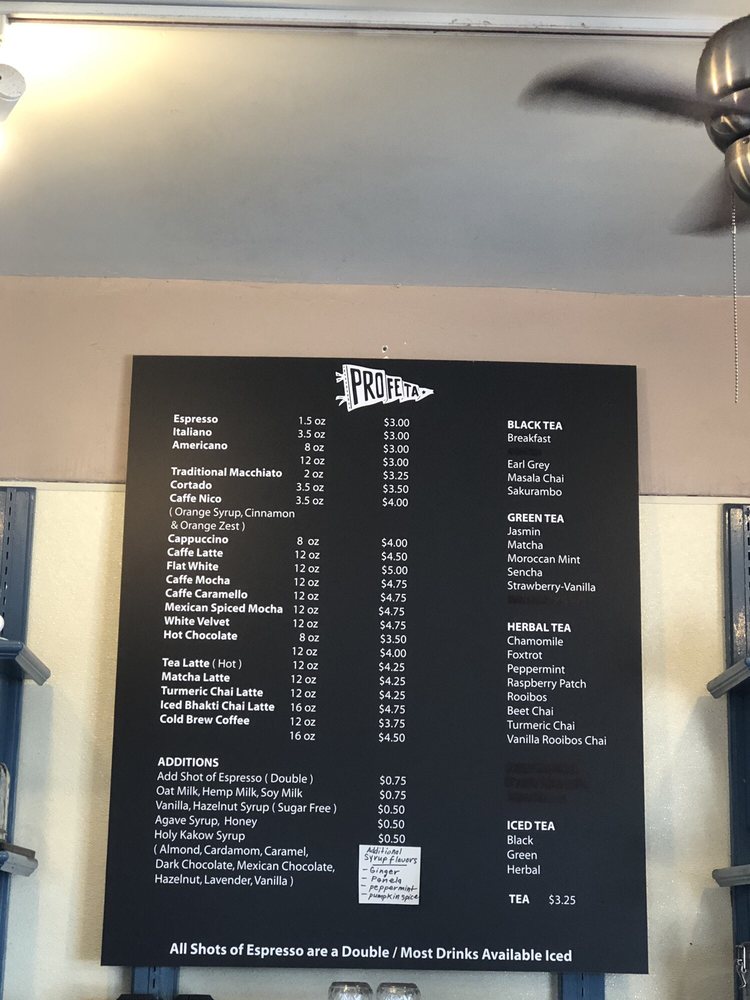 PROFETA
Espresso 1.5 oz $3.00
Italiano 3.5 oz $3.00
Americano 8 oz $3.00
12 oz $3.00
Traditional Macchiato 2 oz $3.25
Cortado 3.5 oz $3.50
Caffe Nico 3.5 oz $4.00
( Orange Syrup, Cinnamon
& Orange Zest )
Cappuccino 8 oz $4.00
Caffe Latte 12 oz $4.50
Flat White 12 oz $5.00
Caffe Mocha 12 oz $4.75
Caffe Caramello 12 oz $4.75
Mexican Spiced Mocha 12 oz $4.75
White Velvet 12 oz $4.75
Hot Chocolate 8 oz $3.50
12 oz $4.00
Tea Latte ( Hot ) 12 oz $4.25
Matcha Latte 12 oz $4.25
Turmeric Chai Latte 12 oz $4.25
Iced Bhakti Chai Latte 16 oz $4.75
Cold Brew Coffee 12 oz $3.75
16 oz $4.50
ADDITIONS
Add Shot of Espresso ( Double ) $0.75
Oat Milk, Hemp Milk, Soy Milk $0.75
Vanilla, Hazelnut Syrup ( Sugar Free ) $0.50
Agave Syrup, Honey $0.50
Holy Kakow Syrup $0.50
( Almond, Cardamom, Caramel,
Dark Chocolate, Mexican Chocolate,
Hazelnut, Lavender, Vanilla )
Additional
Syrup flavors
- Ginger
- Panela
- peppermint
- pumpkin spice
BLACK TEA
Breakfast
Earl Grey
Masala Chai
Sakurambo
GREEN TEA
Jasmin
Matcha
Moroccan Mint
Sencha
Strawberry-Vanilla
HERBAL TEA
Chamomile
Foxtrot
Peppermint
Raspberry Patch
Rooibos
Beet Chai
Turmeric Chai
Vanilla Rooibos Chai
ICED TEA
Black
Green
Herbal
TEA $3.25
All Shots of Espresso are a Double / Most Drinks Available Iced